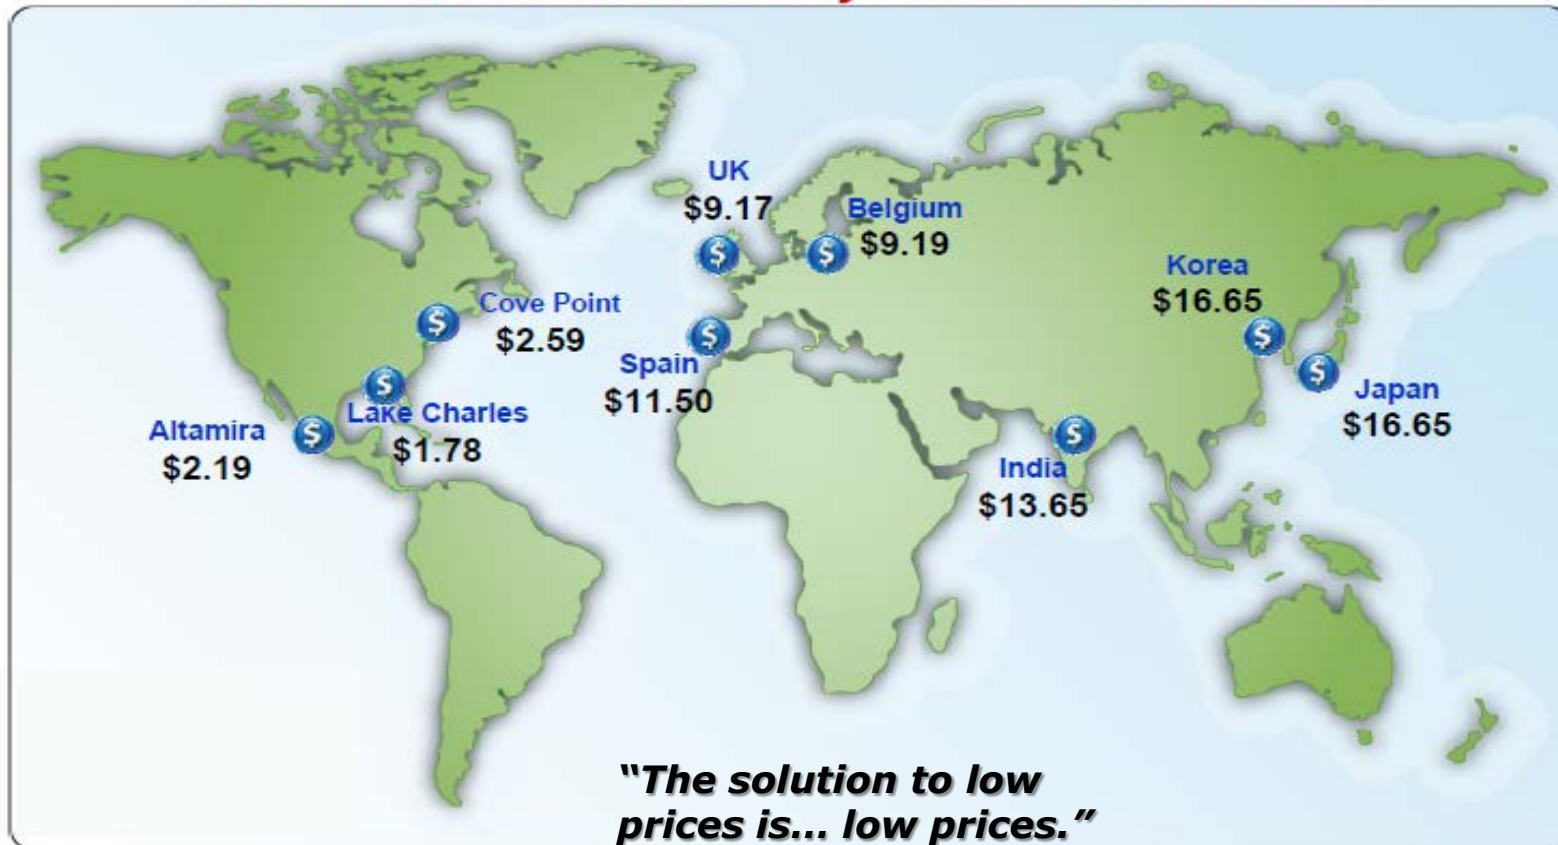 UK
$9.17
Belgium
$9.19
Korea
$16.65
Cove Point
$2.59
Spain
$11.50
Japan
$16.65
Lake Charles
$1.78
Altamira
$2.19
India
$13.65
“The solution to low
prices is... low prices.”